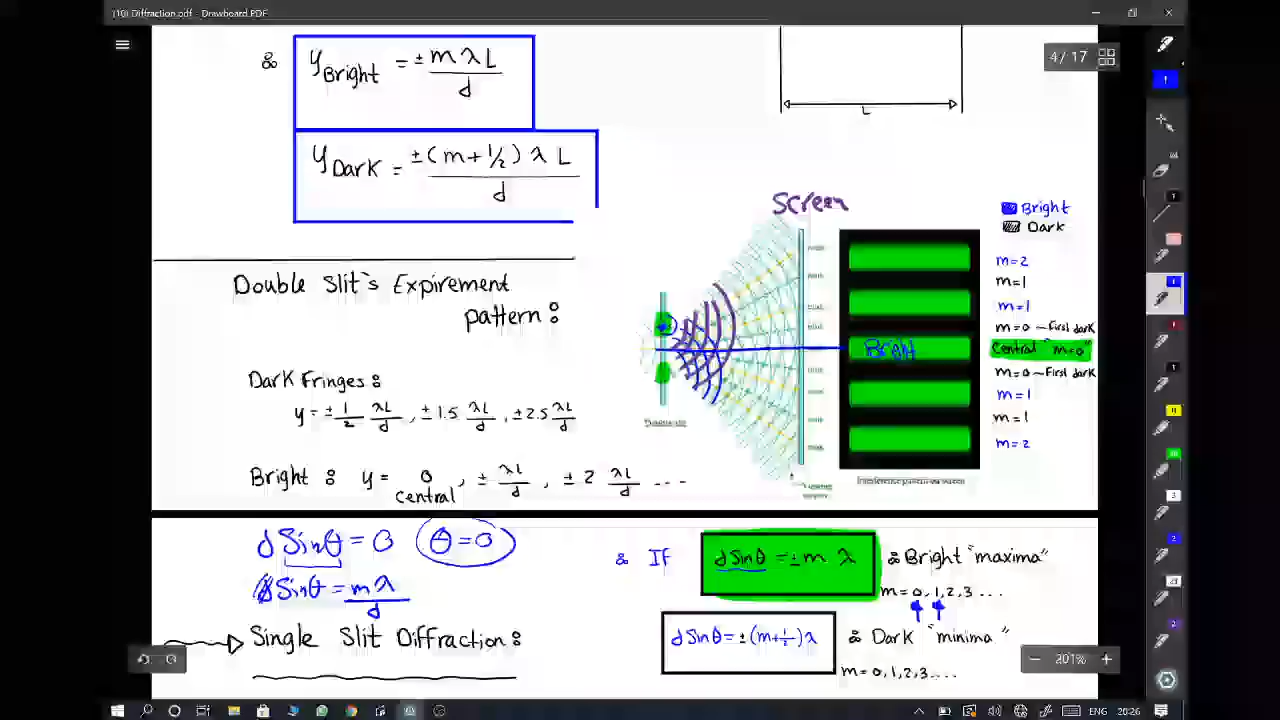 (10) Diffraction.pdf - Drawboard PDF
4 / 17
∴ y Bright = ± m λ L / d
y Dark = ±(m + 1/2) λ L / d
L
Screen
Bright
Dark
m=2
m=1
m=1
m=0 – First dark
Central "m=0"
m=0 – First dark
m=1
m=1
m=2
Bright
Double Slit's Expirement
pattern :
Dark Fringes :
y = ± 1/2 λL/d , ± 1.5 λL/d , ± 2.5 λL/d
Bright : y = 0 , ± λL/d , ± 2 λL/d ...
central
d Sinθ = 0 θ = 0
Sinθ = mλ/d
If d Sinθ = ± m λ : Bright "maxima"
m = 0, 1, 2, 3 ...
d Sinθ = ±(m + 1/2) λ : Dark "minima"
m = 0, 1, 2, 3 ...
Single Slit Diffraction :
201%
ENG 20:26